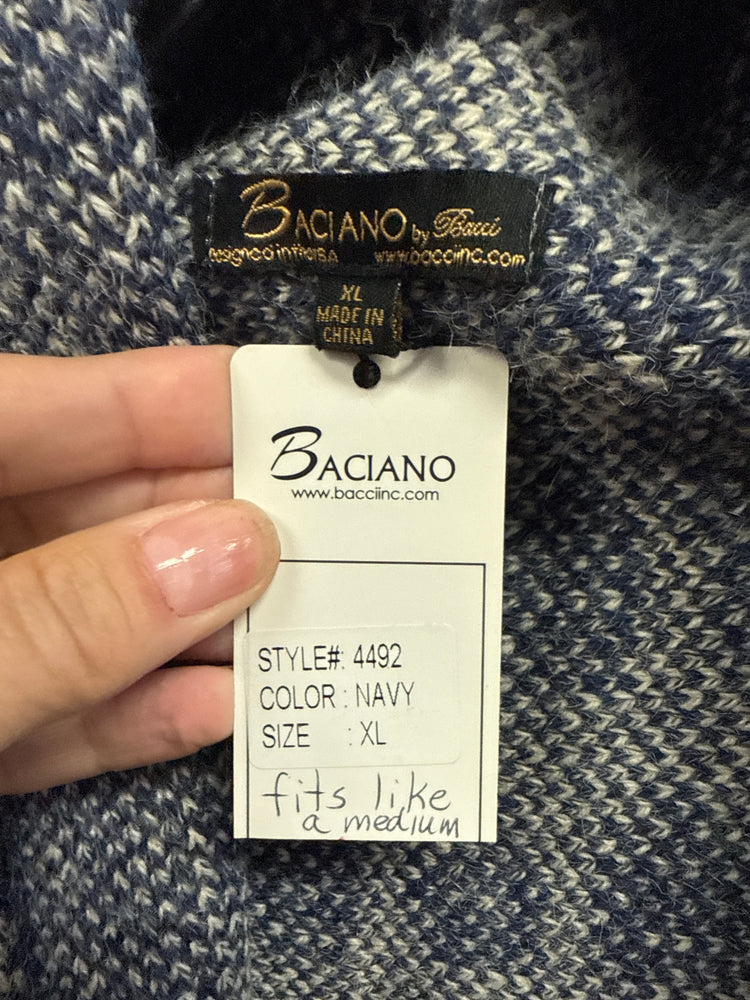 BACIANO by Bacci
Designed in the USA www.bacciinc.com
XL
MADE IN
CHINA
BACIANO
www.bacciinc.com
STYLE#: 4492
COLOR : NAVY
SIZE : XL
fits like
a medium